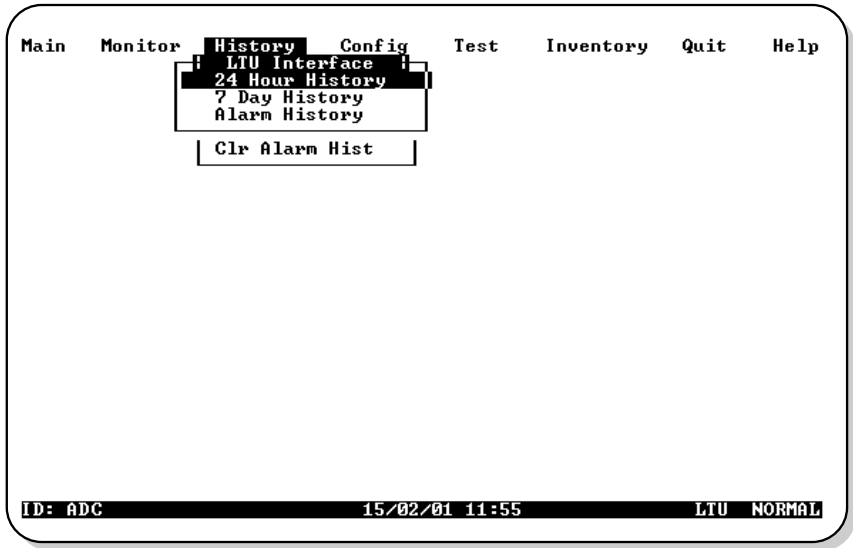 Main Monitor History Config Test Inventory Quit Help
LTU Interface
24 Hour History
7 Day History
Alarm History
Clr Alarm Hist
ID: ADC 15/02/01 11:55 LTU NORMAL